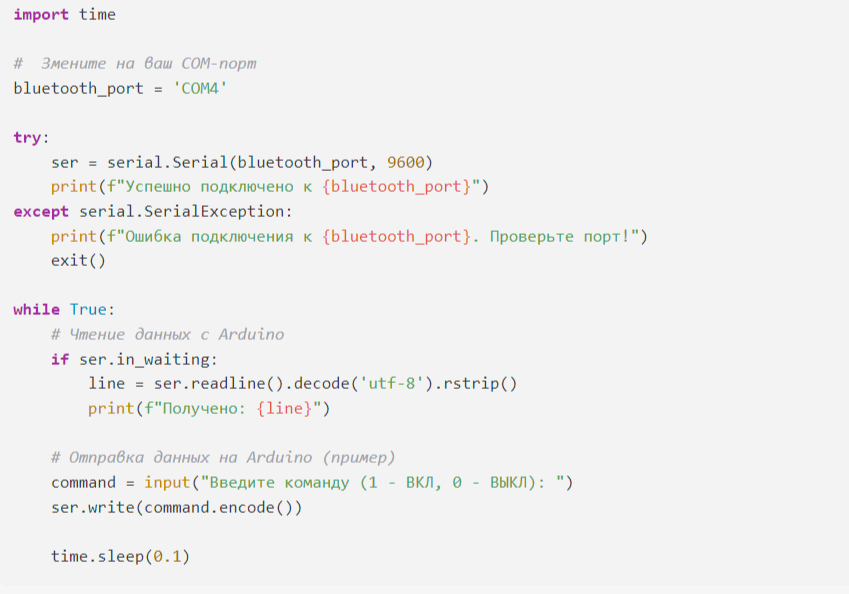 import time
#  Змените на ваш COM-порт
bluetooth_port = 'COM4'
try:
    ser = serial.Serial(bluetooth_port, 9600)
    print(f"Успешно подключено к {bluetooth_port}")
except serial.SerialException:
    print(f"Ошибка подключения к {bluetooth_port}. Проверьте порт!")
    exit()
while True:
    # Чтение данных с Arduino
    if ser.in_waiting:
        line = ser.readline().decode('utf-8').rstrip()
        print(f"Получено: {line}")
    # Отправка данных на Arduino (пример)
    command = input("Введите команду (1 - ВКЛ, 0 - ВЫКЛ): ")
    ser.write(command.encode())
    time.sleep(0.1)